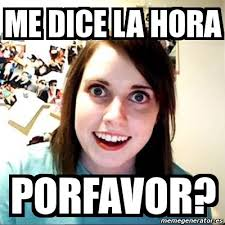 ME DICE LA HORA
PORFAVOR?
memegenerator.es